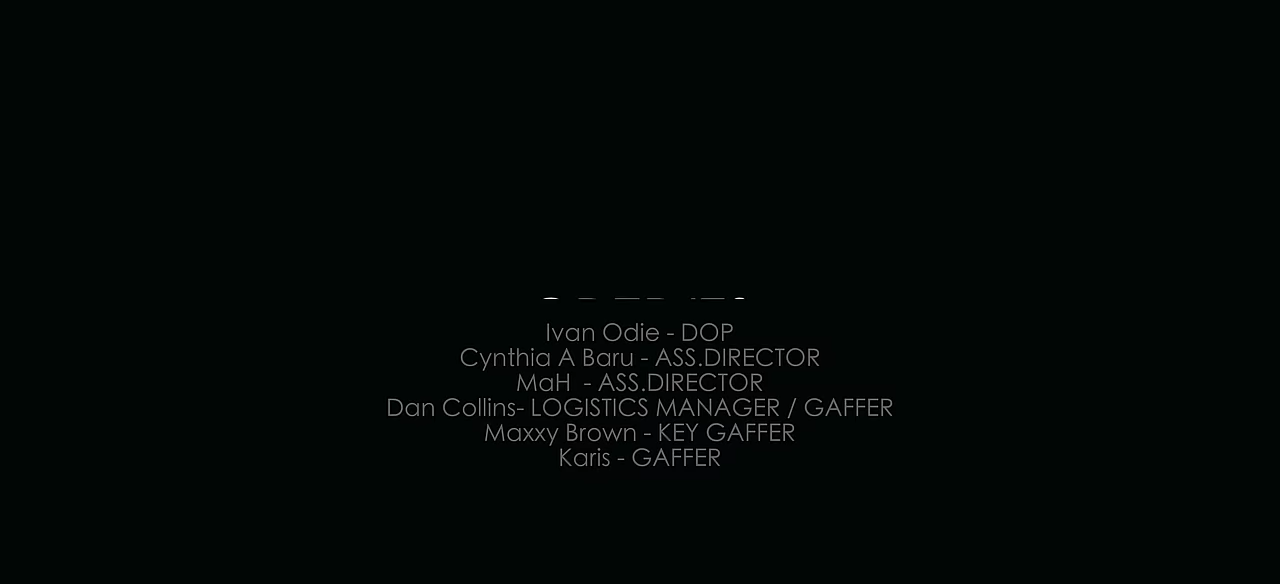 Ivan Odie - DOP
Cynthia A Baru - ASS.DIRECTOR
MaH  - ASS.DIRECTOR
Dan Collins- LOGISTICS MANAGER / GAFFER
Maxxy Brown - KEY GAFFER
Karis - GAFFER